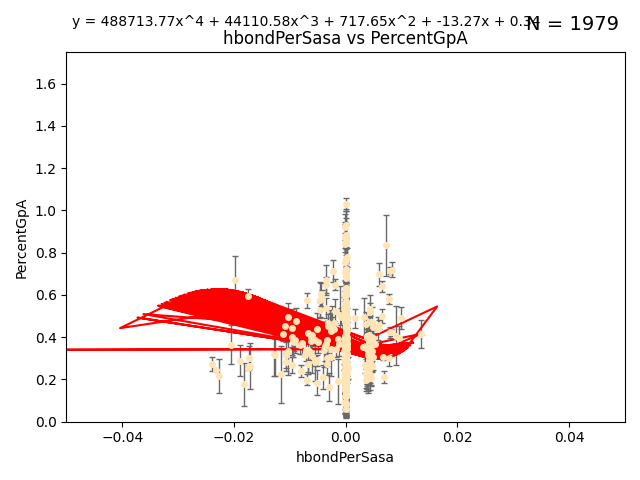 y = 488713.77x^4 + 44110.58x^3 + 717.65x^2 + -13.27x + 0.34
N = 1979
hbondPerSasa vs PercentGpA
PercentGpA
1.6
1.4
1.2
1.0
0.8
0.6
0.4
0.2
0.0
−0.04 −0.02 0.00 0.02 0.04
hbondPerSasa